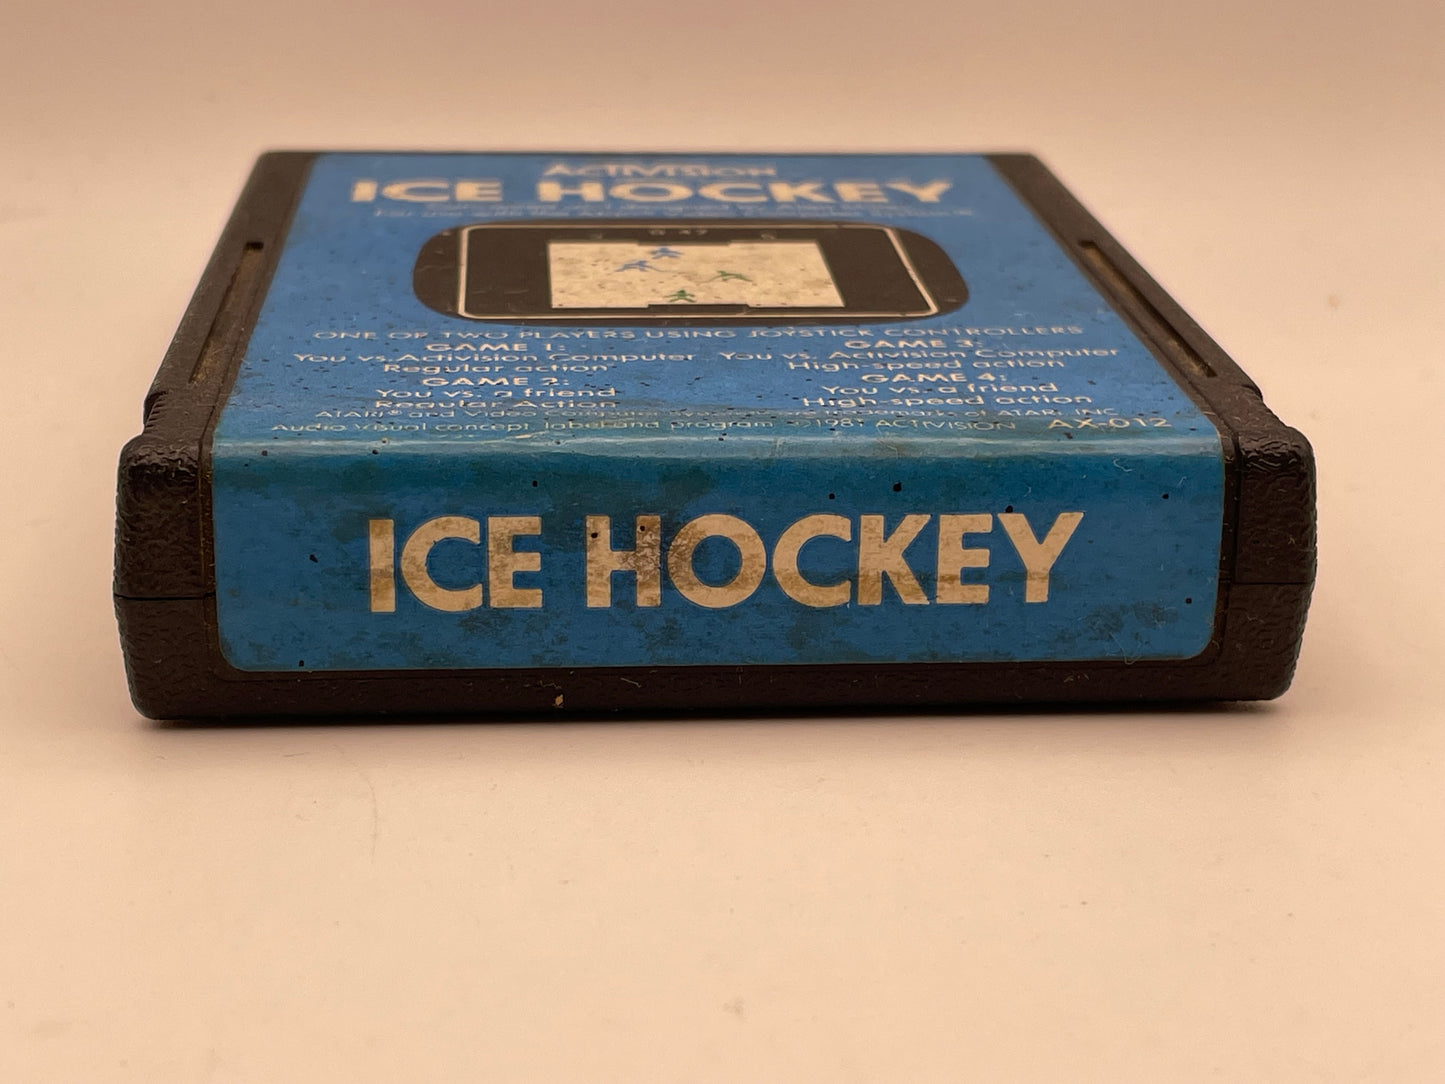 ACTIVISION
ICE HOCKEY
ONE OR TWO PLAYERS USING JOYSTICK CONTROLLERS
GAME 1:
You vs. Activision Computer
Regular action
GAME 2:
You vs. a friend
Regular Action
GAME 3:
You vs. Activision Computer
High-speed action
GAME 4:
You vs. a friend
High speed action
ATARI® and Video trademarks of ATAR, INC
Audio visual concept, label and program ©1981 ACTIVISION AX-012
ICE HOCKEY